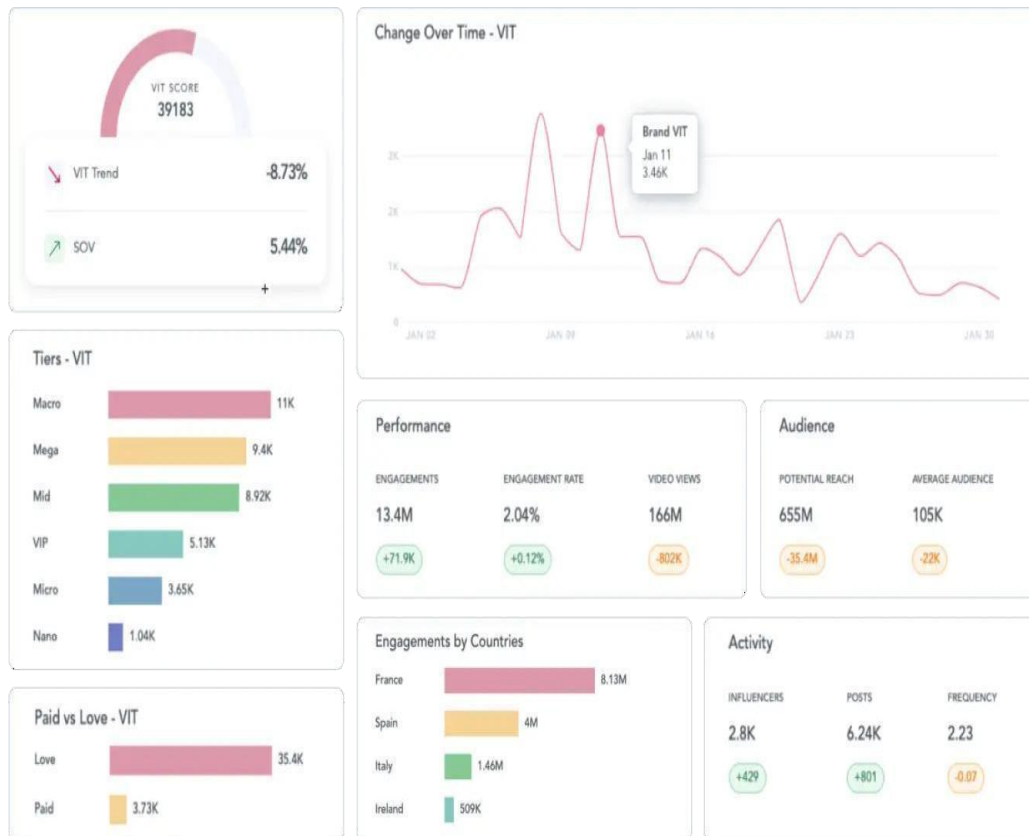 VIT SCORE
39183
VIT Trend -8.73%
SOV 5.44%
Change Over Time - VIT
3K
2K
1K
0
JAN 02 JAN 09 JAN 16 JAN 23 JAN 30
Brand VIT
Jan 11
3.46K
Tiers - VIT
Macro 11K
Mega 9.4K
Mid 8.92K
VIP 5.13K
Micro 3.65K
Nano 1.04K
Performance
ENGAGEMENTS ENGAGEMENT RATE VIDEO VIEWS
13.4M 2.04% 166M
+71.9K +0.12% -802K
Audience
POTENTIAL REACH AVERAGE AUDIENCE
655M 105K
-35.4M -22K
Paid vs Love - VIT
Love 35.4K
Paid 3.73K
Engagements by Countries
France 8.13M
Spain 4M
Italy 1.46M
Ireland 509K
Activity
INFLUENCERS POSTS FREQUENCY
2.8K 6.24K 2.23
+429 +801 -0.07